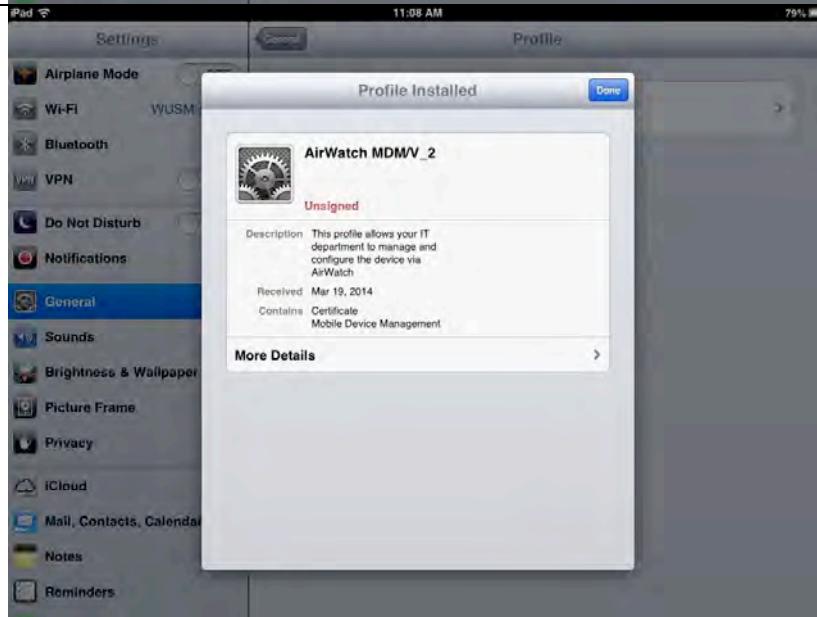 iPad 11:08 AM 79%
Settings General Profile
Airplane Mode
Wi-Fi WUSM
Bluetooth
VPN
Do Not Disturb
Notifications
General
Sounds
Brightness & Wallpaper
Picture Frame
Privacy
iCloud
Mail, Contacts, Calendar
Notes
Reminders
Profile Installed Done
AirWatch MDM/V_2
Unsigned
Description This profile allows your IT
department to manage and
configure the device via
AirWatch
Received Mar 19, 2014
Contains Certificate
Mobile Device Management
More Details